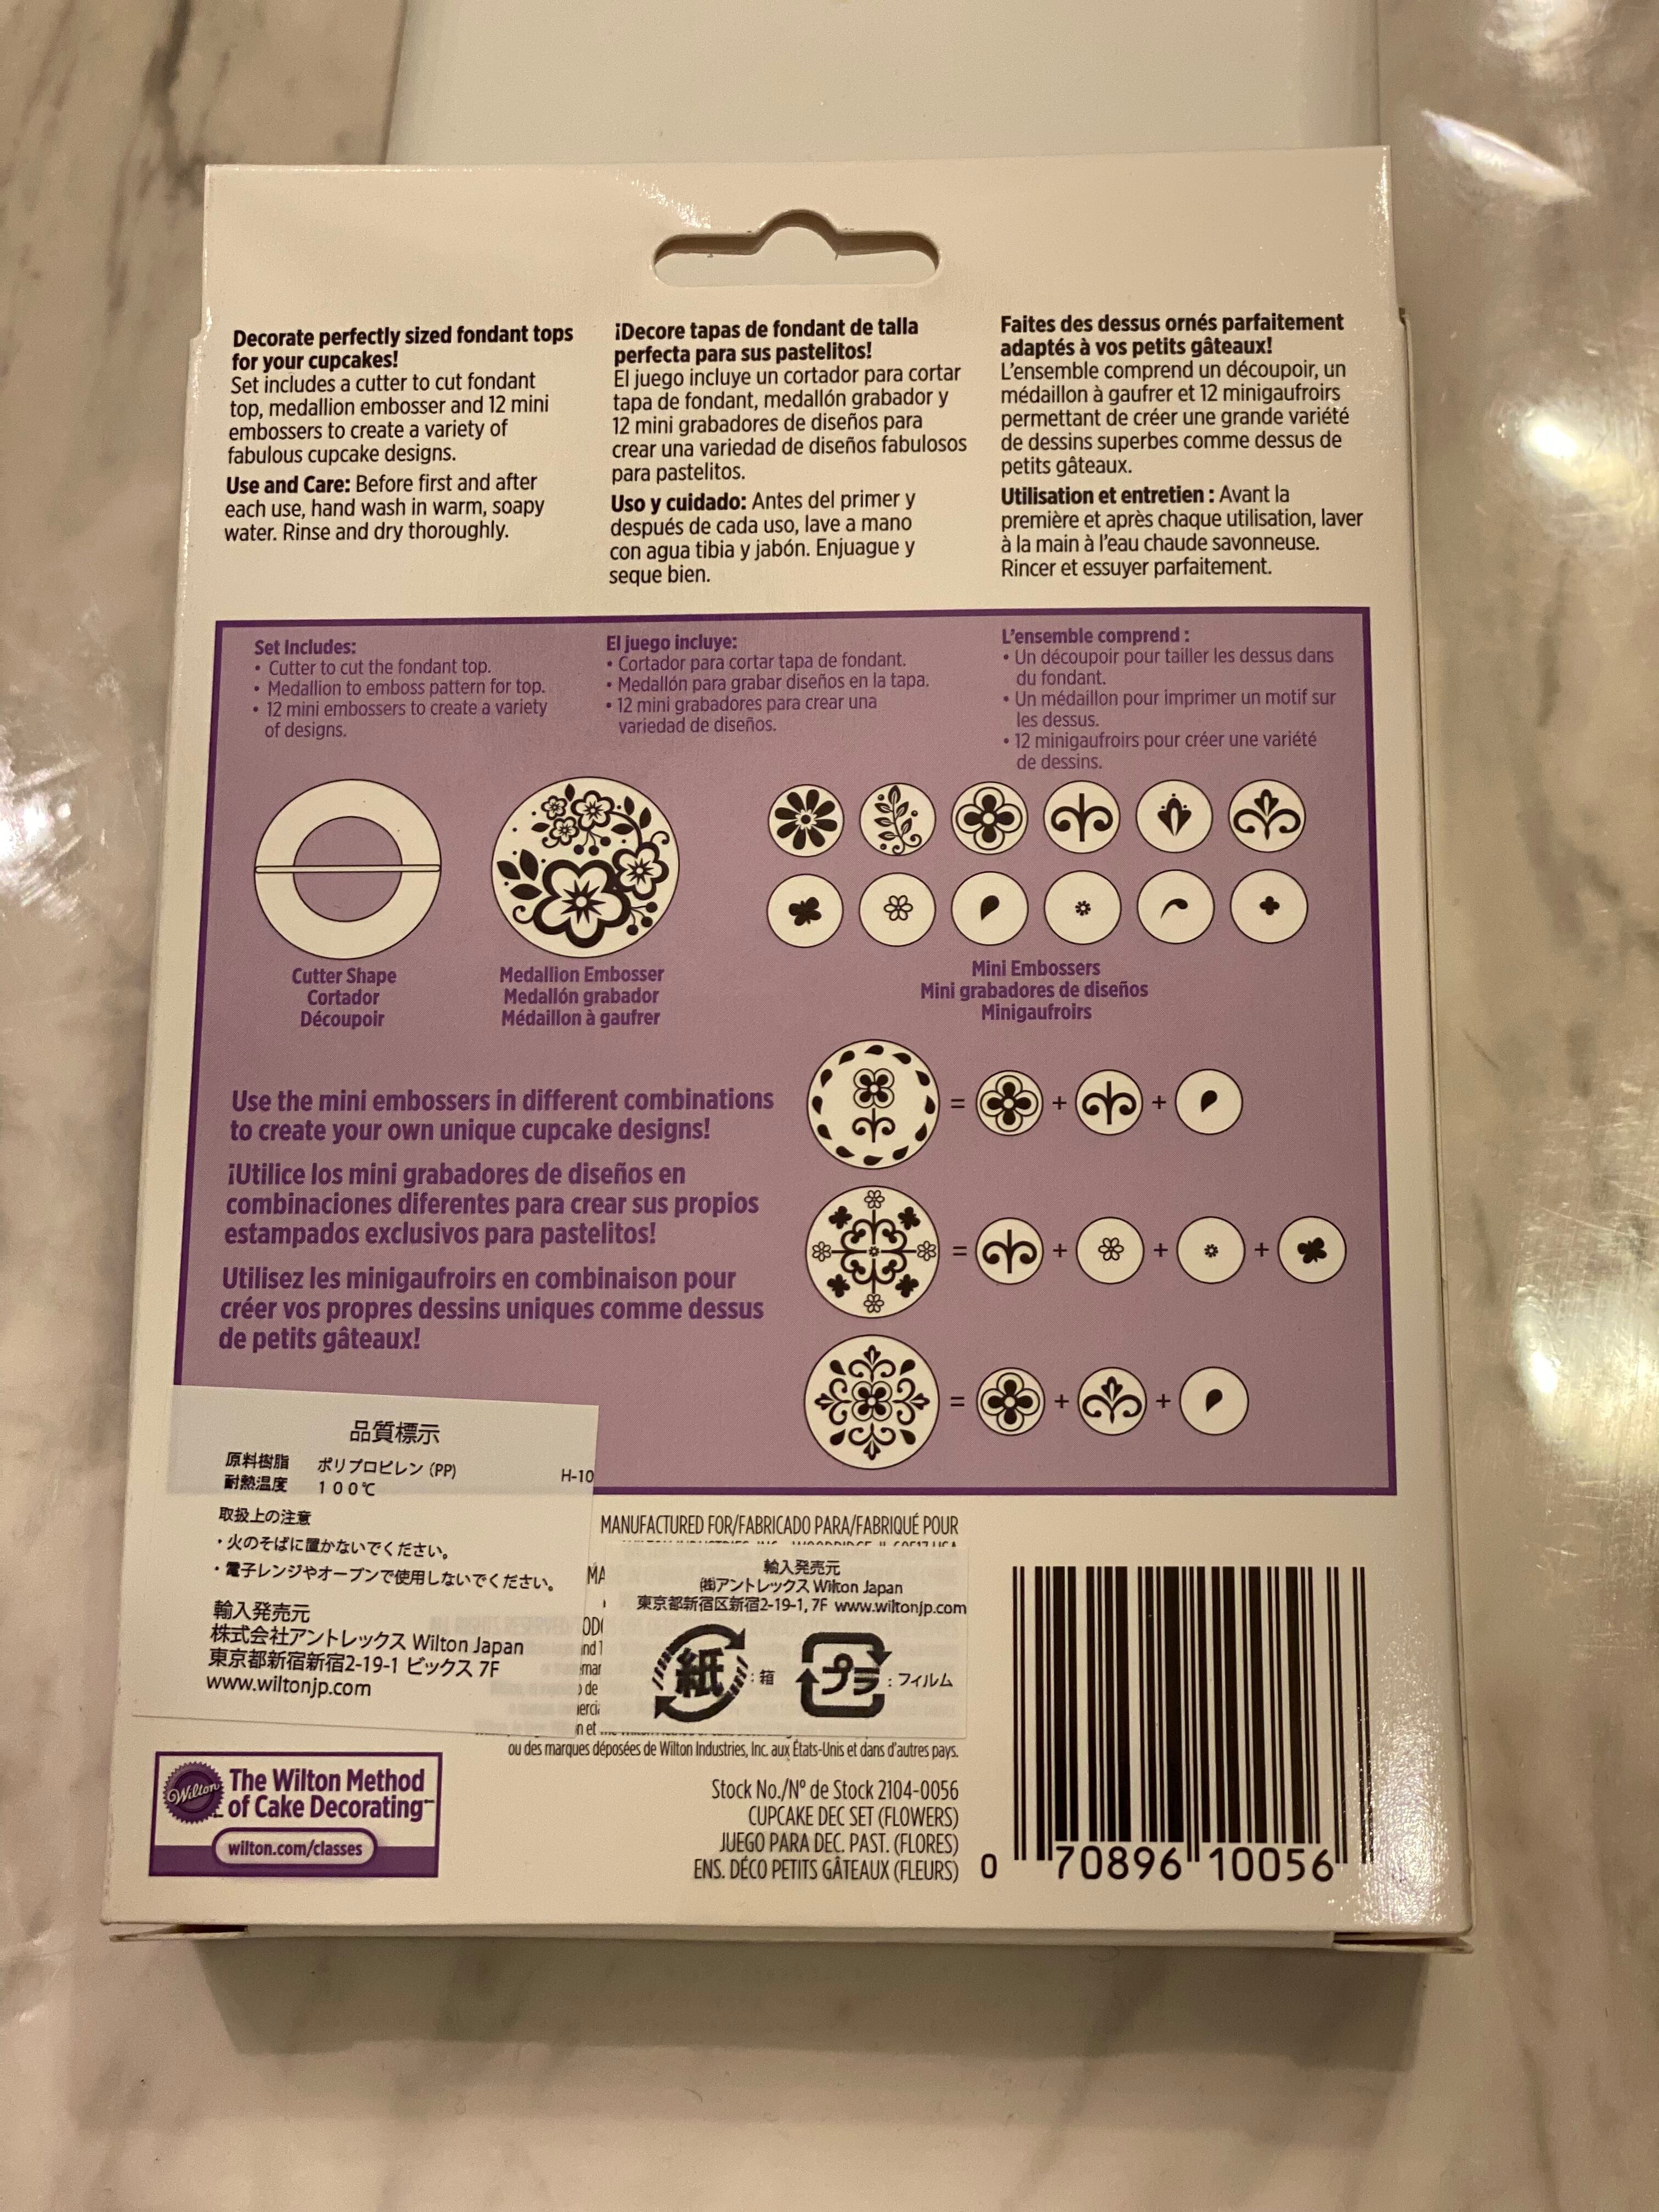 Decorate perfectly sized fondant tops
for your cupcakes!
Set includes a cutter to cut fondant
top, medallion embosser and 12 mini
embossers to create a variety of
fabulous cupcake designs.
Use and Care: Before first and after
each use, hand wash in warm, soapy
water. Rinse and dry thoroughly.
¡Decore tapas de fondant de talla
perfecta para sus pastelitos!
El juego incluye un cortador para cortar
tapa de fondant, medallón grabador y
12 mini grabadores de diseños para
crear una variedad de diseños fabulosos
para pastelitos.
Uso y cuidado: Antes del primer y
después de cada uso, lave a mano
con agua tibia y jabón. Enjuague y
seque bien.
Faites des dessus ornés parfaitement
adaptés à vos petits gâteaux!
L'ensemble comprend un découpoir, un
médaillon à gaufrer et 12 minigaufroirs
permettant de créer une grande variété
de dessins superbes comme dessus de
petits gâteaux.
Utilisation et entretien : Avant la
première et après chaque utilisation, laver
à la main à l'eau chaude savonneuse.
Rincer et essuyer parfaitement.
Set Includes:
• Cutter to cut the fondant top.
• Medallion to emboss pattern for top.
• 12 mini embossers to create a variety
of designs.
El juego incluye:
• Cortador para cortar tapa de fondant.
• Medallón para grabar diseños en la tapa.
• 12 mini grabadores para crear una
variedad de diseños.
L'ensemble comprend :
• Un découpoir pour tailler les dessus dans
du fondant.
• Un médaillon pour imprimer un motif sur
les dessus.
• 12 minigaufroirs pour créer une variété
de dessins.
Cutter Shape
Cortador
Découpoir
Medallion Embosser
Medallón grabador
Médaillon à gaufrer
Mini Embossers
Mini grabadores de diseños
Minigaufroirs
Use the mini embossers in different combinations
to create your own unique cupcake designs!
¡Utilice los mini grabadores de diseños en
combinaciones diferentes para crear sus propios
estampados exclusivos para pastelitos!
Utilisez les minigaufroirs en combinaison pour
créer vos propres dessins uniques comme dessus
de petits gâteaux!
= + +
= + + +
= + +
品質標示
原料樹脂 ポリプロピレン (PP) H-10
耐熱温度 100℃
取扱上の注意
・火のそばに置かないでください。
・電子レンジやオーブンで使用しないでください。
輸入発売元
株式会社アントレックス Wilton Japan
東京都新宿新宿2-19-1 ビックス 7F
www.wiltonjp.com
MANUFACTURED FOR/FABRICADO PARA/FABRIQUÉ POUR
輸入発売元
㈱アントレックス Wilton Japan
東京都新宿区新宿2-19-1, 7F www.wiltonjp.com
紙 : 箱 プラ : フィルム
ou des marques déposées de Wilton Industries, Inc. aux États-Unis et dans d'autres pays.
Stock No./Nº de Stock 2104-0056
CUPCAKE DEC SET (FLOWERS)
JUEGO PARA DEC. PAST. (FLORES)
ENS. DÉCO PETITS GÂTEAUX (FLEURS)
Wilton The Wilton Method
of Cake Decorating™
wilton.com/classes
0 70896 10056